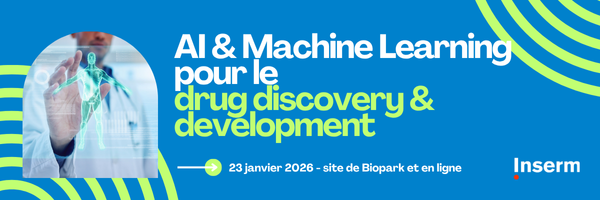 AI & Machine Learning
pour le
drug discovery &
development
23 janvier 2026 - site de Biopark et en ligne
Inserm